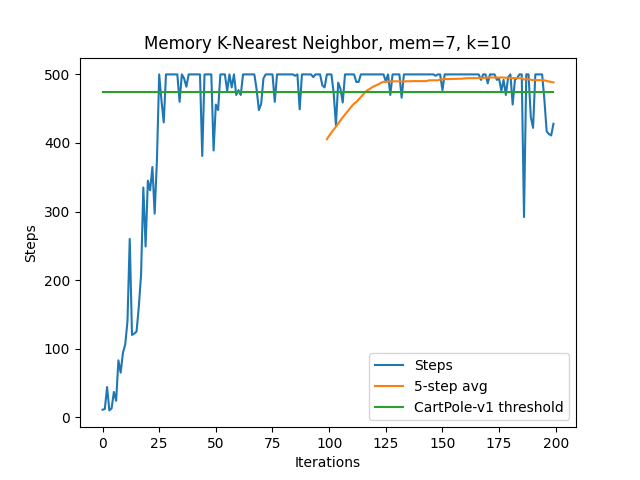 Memory K-Nearest Neighbor, mem=7, k=10
500
400
300
200
100
0
Steps
0 25 50 75 100 125 150 175 200
Iterations
Steps
5-step avg
CartPole-v1 threshold